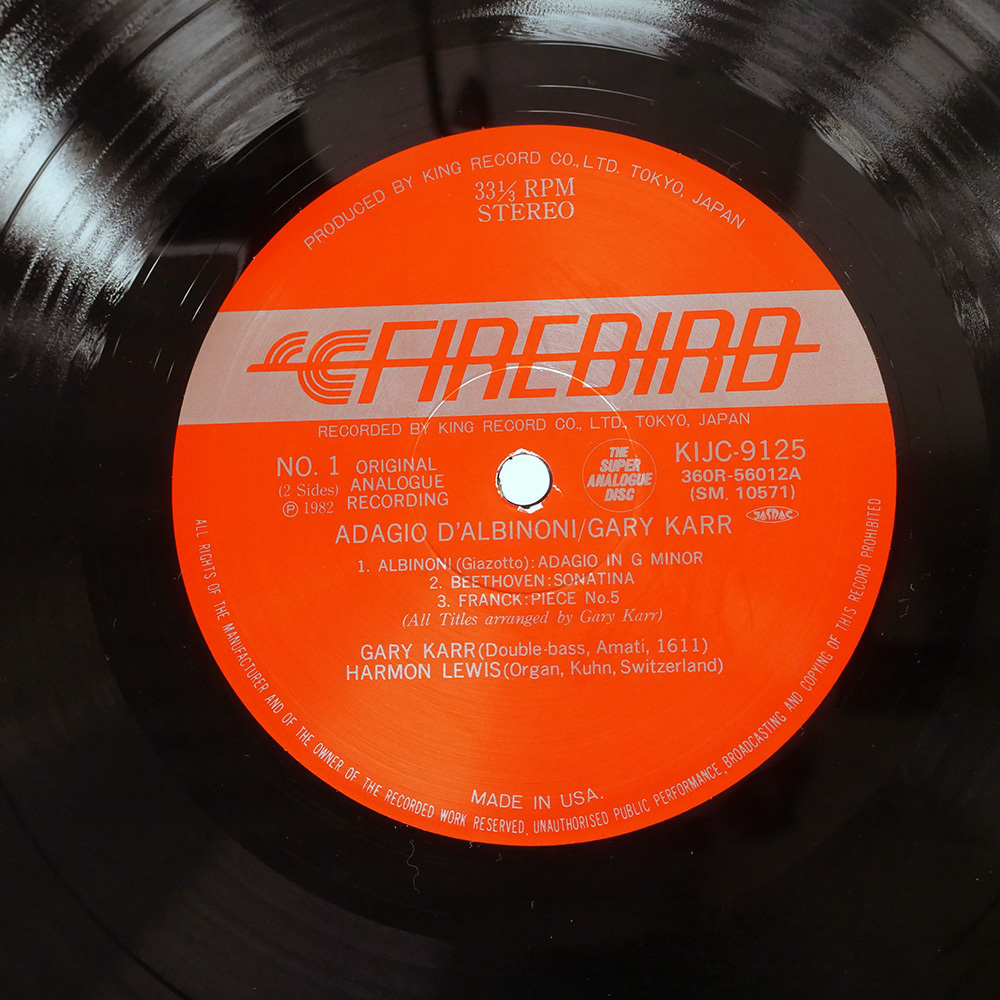 PRODUCED BY KING RECORD CO.,LTD. TOKYO, JAPAN
33⅓ RPM
STEREO
FIREBIRD
RECORDED BY KING RECORD CO., LTD, TOKYO, JAPAN
NO. 1
(2 Sides)
℗ 1982
ORIGINAL
ANALOGUE
RECORDING
THE
SUPER
ANALOGUE
DISC
KIJC-9125
360R-56012A
(SM. 10571)
JASRAC
ADAGIO D'ALBINONI/GARY KARR
1. ALBINONI(Giazotto):ADAGIO IN G MINOR
2. BEETHOVEN:SONATINA
3. FRANCK:PIECE No.5
(All Titles arranged by Gary Karr)
GARY KARR(Double-bass, Amati, 1611)
HARMON LEWIS(Organ, Kuhn, Switzerland)
MADE IN USA.
ALL RIGHTS OF THE MANUFACTURER AND OF THE OWNER OF THE RECORDED WORK RESERVED, UNAUTHORISED PUBLIC PERFORMANCE, BROADCASTING AND COPYING OF THIS RECORD PROHIBITED